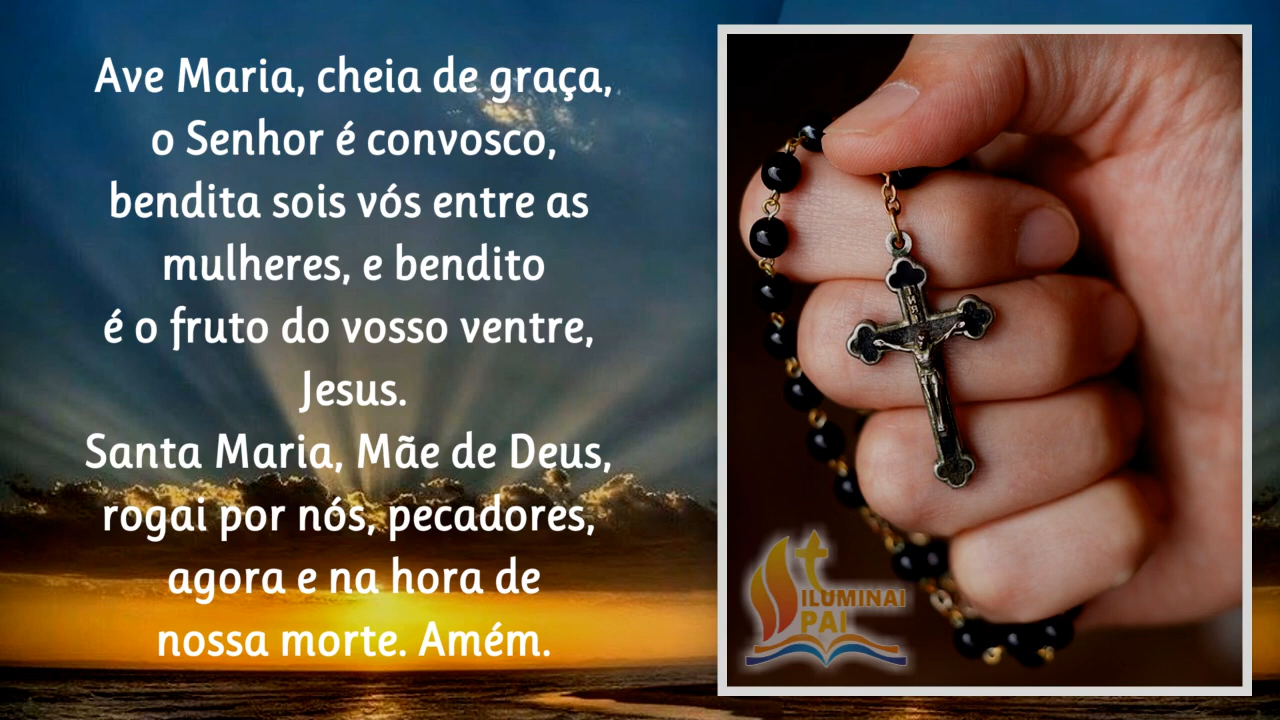 Ave Maria, cheia de graça,
o Senhor é convosco,
bendita sois vós entre as
mulheres, e bendito
é o fruto do vosso ventre,
Jesus.
Santa Maria, Mãe de Deus,
rogai por nós, pecadores,
agora e na hora de
nossa morte. Amém.
ILUMINAI
PAI